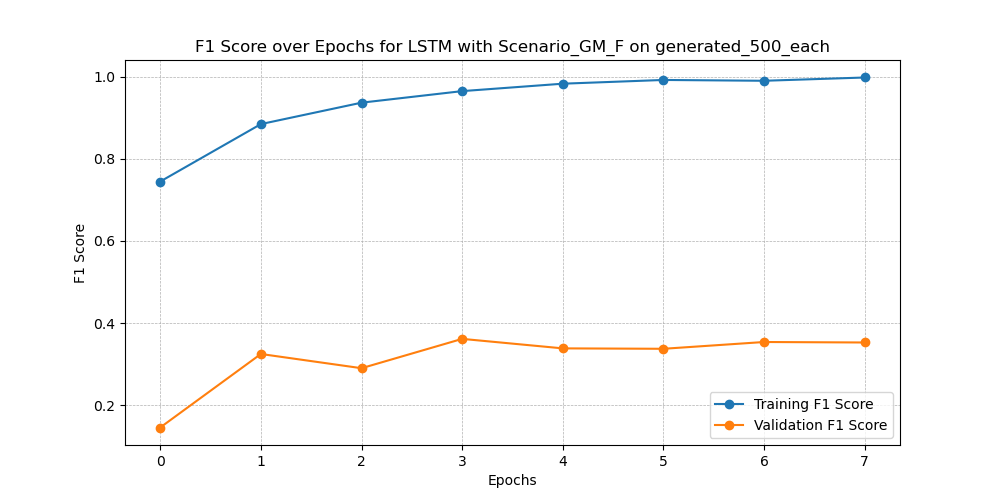 F1 Score over Epochs for LSTM with Scenario_GM_F on generated_500_each
1.0
0.8
0.6
0.4
0.2
F1 Score
Training F1 Score
Validation F1 Score
0 1 2 3 4 5 6 7
Epochs